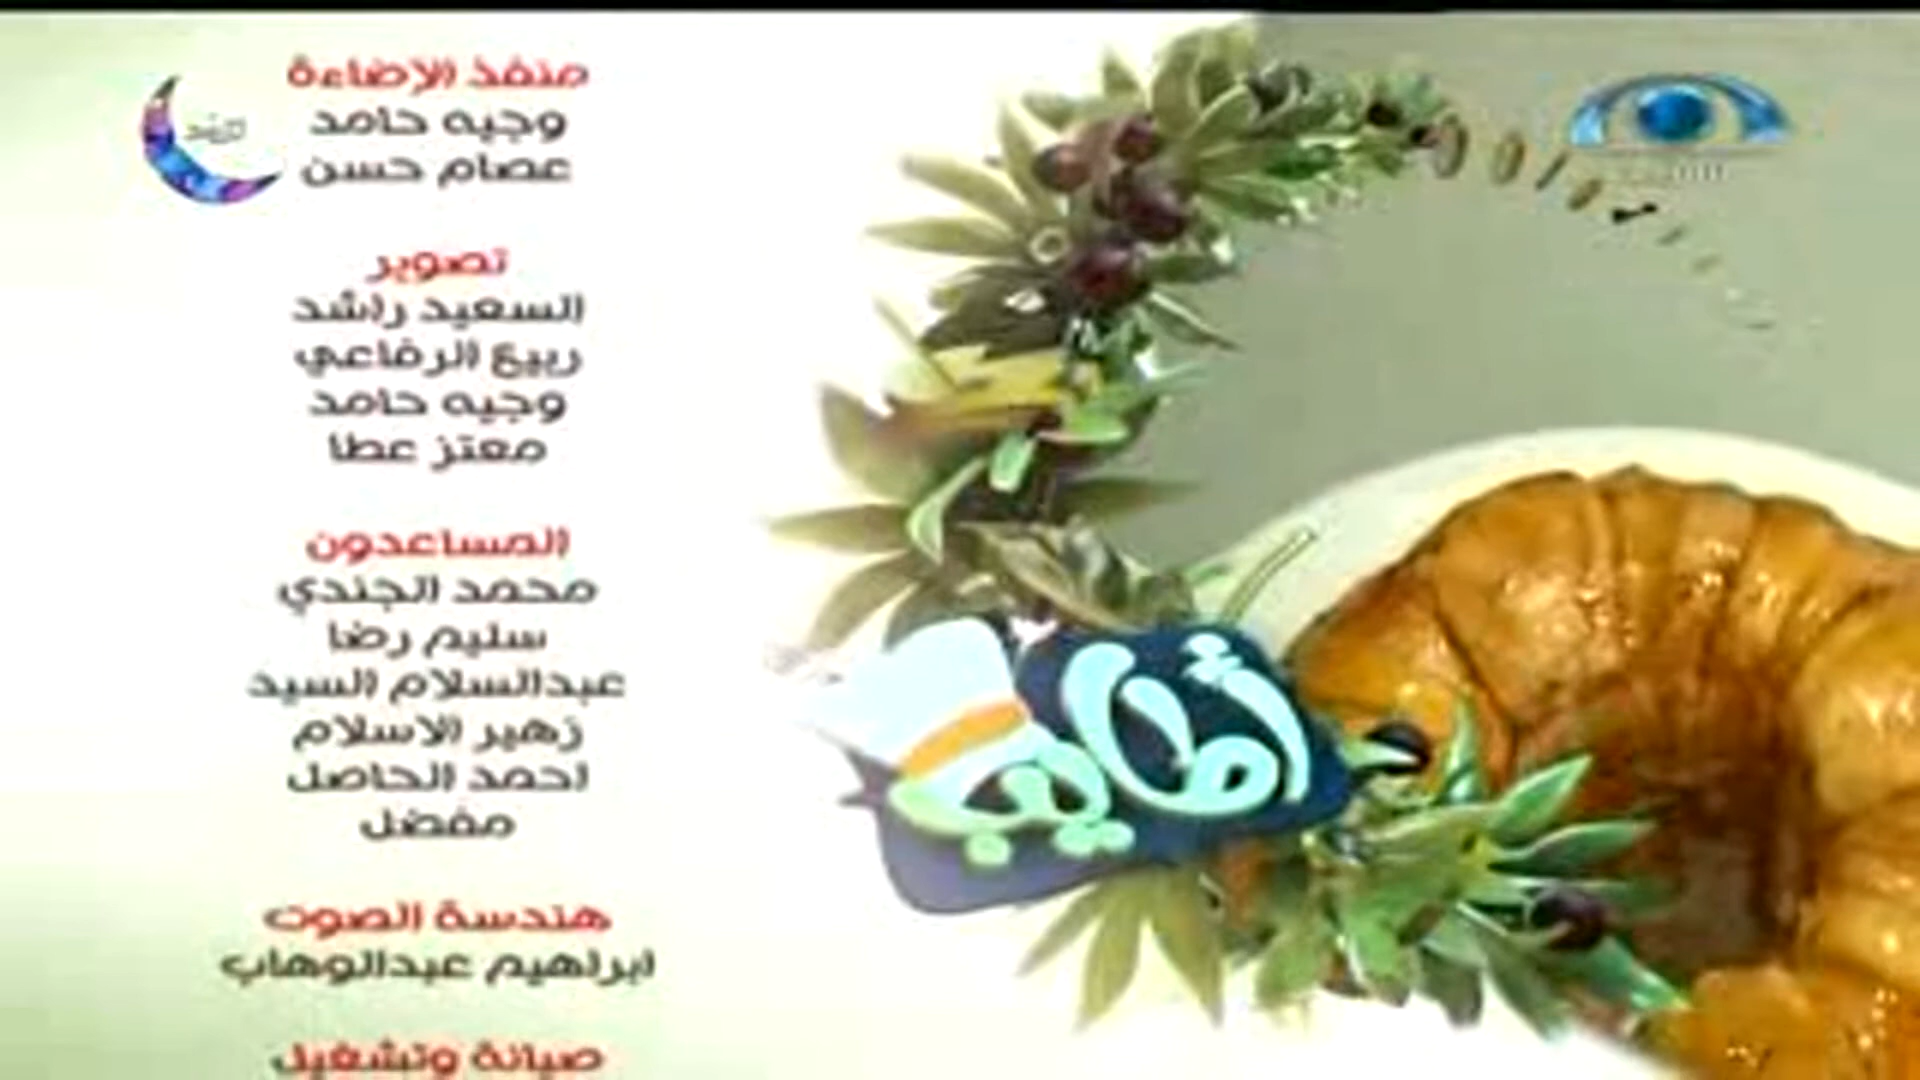 منفذ الإضاءة
وجيه حامد
عصام حسن
تصوير
السعيد راشد
ربيع الرفاعي
وجيه حامد
معتز عطا
المساعدون
محمد الجندي
سليم رضا
عبدالسلام السيد
زهير الاسلام
احمد الحاصل
مفضل
هندسة الصوت
ابراهيم عبدالوهاب
صيانة وتشغيل